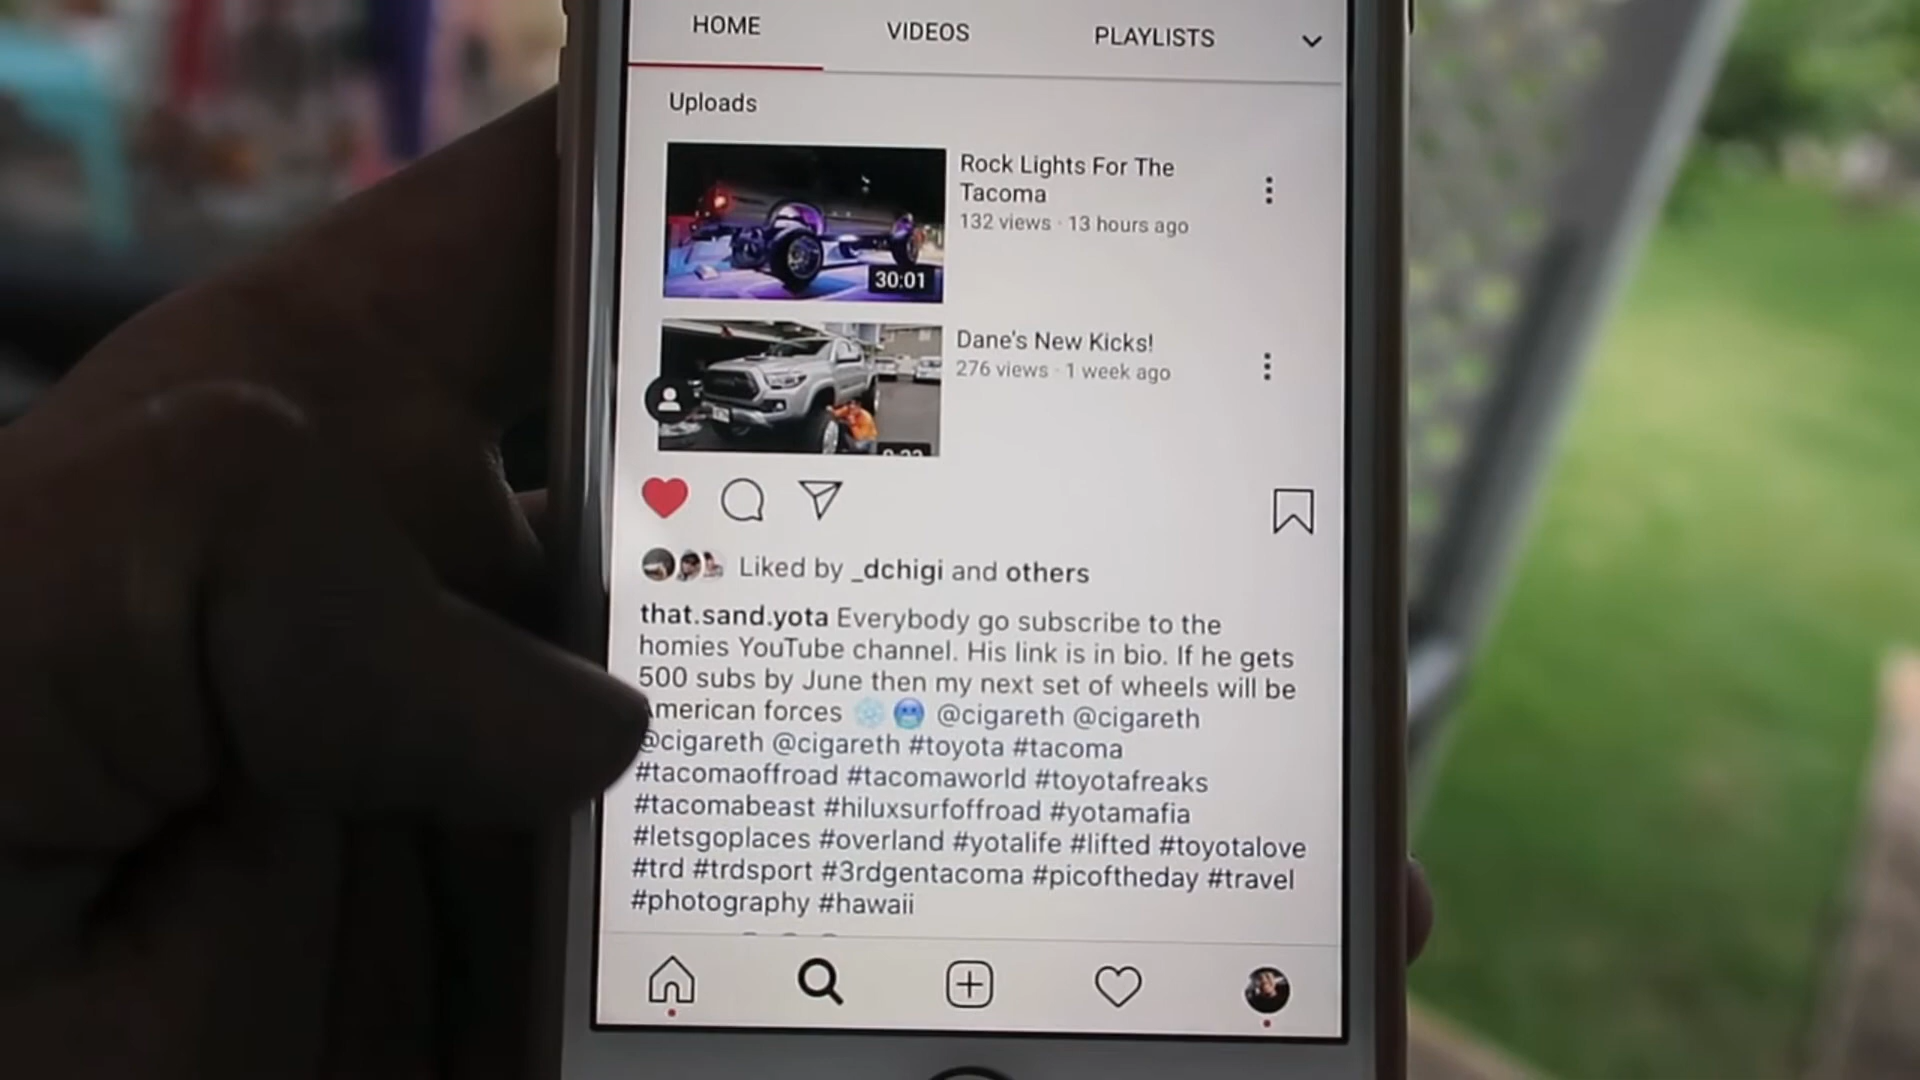 HOME VIDEOS PLAYLISTS
Uploads
Rock Lights For The
Tacoma
132 views · 13 hours ago
30:01
Dane's New Kicks!
276 views · 1 week ago
Liked by _dchigi and others
that.sand.yota Everybody go subscribe to the
homies YouTube channel. His link is in bio. If he gets
500 subs by June then my next set of wheels will be
American forces ❄️🥶 @cigareth @cigareth
@cigareth @cigareth #toyota #tacoma
#tacomaoffroad #tacomaworld #toyotafreaks
#tacomabeast #hiluxsurfoffroad #yotamafia
#letsgoplaces #overland #yotalife #lifted #toyotalove
#trd #trdsport #3rdgentacoma #picoftheday #travel
#photography #hawaii